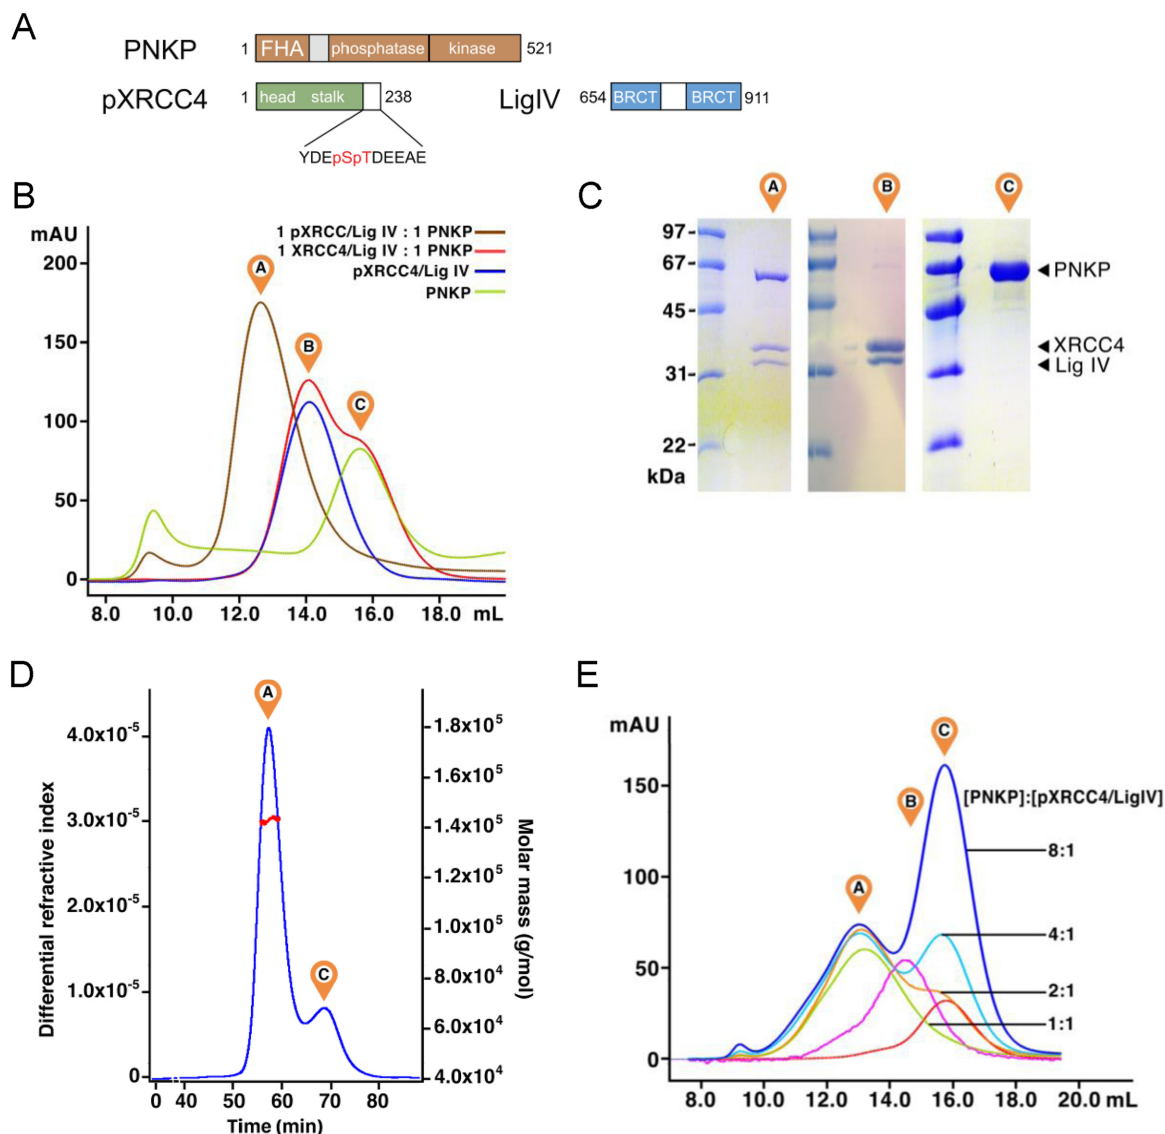 A
PNKP 1 FHA phosphatase kinase 521
pXRCC4 1 head stalk 238 LigIV 654 BRCT BRCT 911
YDEpSpTDEEAE
B
mAU
200
150
100
50
0
8.0 10.0 12.0 14.0 16.0 18.0 mL
1 pXRCC/Lig IV : 1 PNKP
1 XRCC4/Lig IV : 1 PNKP
pXRCC4/Lig IV
PNKP
A
B
C
C
A B C
97
67
45
31
22
kDa
PNKP
XRCC4
Lig IV
D
Differential refractive index
4.0x10-5
3.0x10-5
2.0x10-5
1.0x10-5
0
0 40 50 60 70 80
Time (min)
A
C
1.8x105
1.6x105
1.4x105
1.2x105
1.0x105
8.0x104
6.0x104
4.0x104
Molar mass (g/mol)
E
mAU
150
100
50
0
8.0 10.0 12.0 14.0 16.0 18.0 20.0 mL
A
B
C
[PNKP]:[pXRCC4/LigIV]
8:1
4:1
2:1
1:1